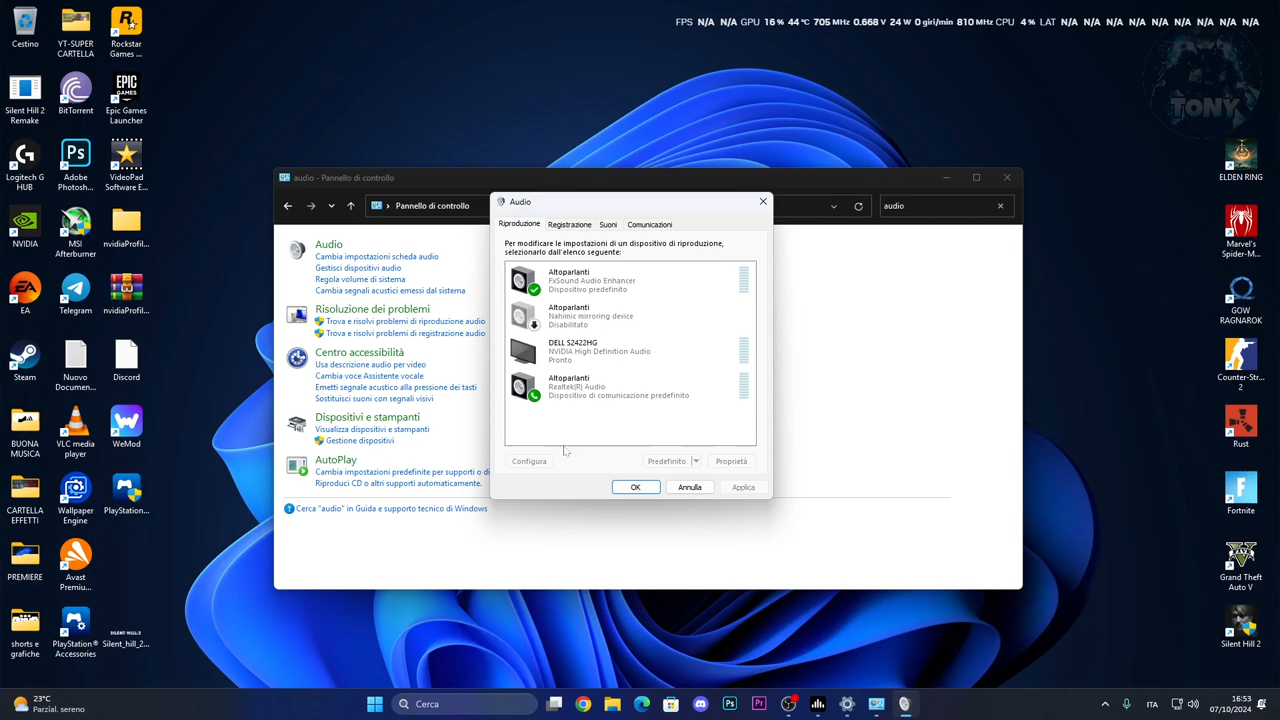 FPS N/A N/A GPU 16 % 44 °C 705 MHz 0.668 V 24 W 0 giri/min 810 MHz CPU 4 % LAT N/A N/A N/A N/A N/A N/A N/A N/A N/A
Cestino
YT-SUPER
CARTELLA
Rockstar
Games ...
Silent Hill 2
Remake
BitTorrent
Epic Games
Launcher
Logitech G
HUB
Adobe
Photosh...
VideoPad
Software E...
NVIDIA
MSI
Afterburner
nvidiaProfil...
EA
Telegram
nvidiaProfil...
Steam
Nuovo
Documen...
Discord
BUONA
MUSICA
VLC media
player
WeMod
CARTELLA
EFFETTI
Wallpaper
Engine
PlayStation...
PREMIERE
Avast
Premiu...
shorts e
grafiche
PlayStation®
Accessories
SILENT HILL: 2
Silent_hill_2...
TONY
ELDEN RING
Marvel's
Spider-M...
GOW
RAGNAROK
Counter-Str...
2
Rust
Fortnite
Grand Theft
Auto V
Silent Hill 2
audio - Pannello di controllo
Pannello di controllo
audio
Audio
Cambia impostazioni scheda audio
Gestisci dispositivi audio
Regola volume di sistema
Cambia segnali acustici emessi dal sistema
Risoluzione dei problemi
Trova e risolvi problemi di riproduzione audio
Trova e risolvi problemi di registrazione audio
Centro accessibilità
Usa descrizione audio per video
Cambia voce Assistente vocale
Emetti segnale acustico alla pressione dei tasti
Sostituisci suoni con segnali visivi
Dispositivi e stampanti
Visualizza dispositivi e stampanti
Gestione dispositivi
AutoPlay
Cambia impostazioni predefinite per supporti o di
Riproduci CD o altri supporti automaticamente.
Cerca "audio" in Guida e supporto tecnico di Windows
Audio
Riproduzione Registrazione Suoni Comunicazioni
Per modificare le impostazioni di un dispositivo di riproduzione,
selezionarlo dall'elenco seguente:
Altoparlanti
FxSound Audio Enhancer
Dispositivo predefinito
Altoparlanti
Nahimic mirroring device
Disabilitato
DELL S2422HG
NVIDIA High Definition Audio
Pronto
Altoparlanti
Realtek(R) Audio
Dispositivo di comunicazione predefinito
Configura Predefinito Proprietà
OK Annulla Applica
23°C
Parzial. sereno
Cerca
ITA
16:53
07/10/2024